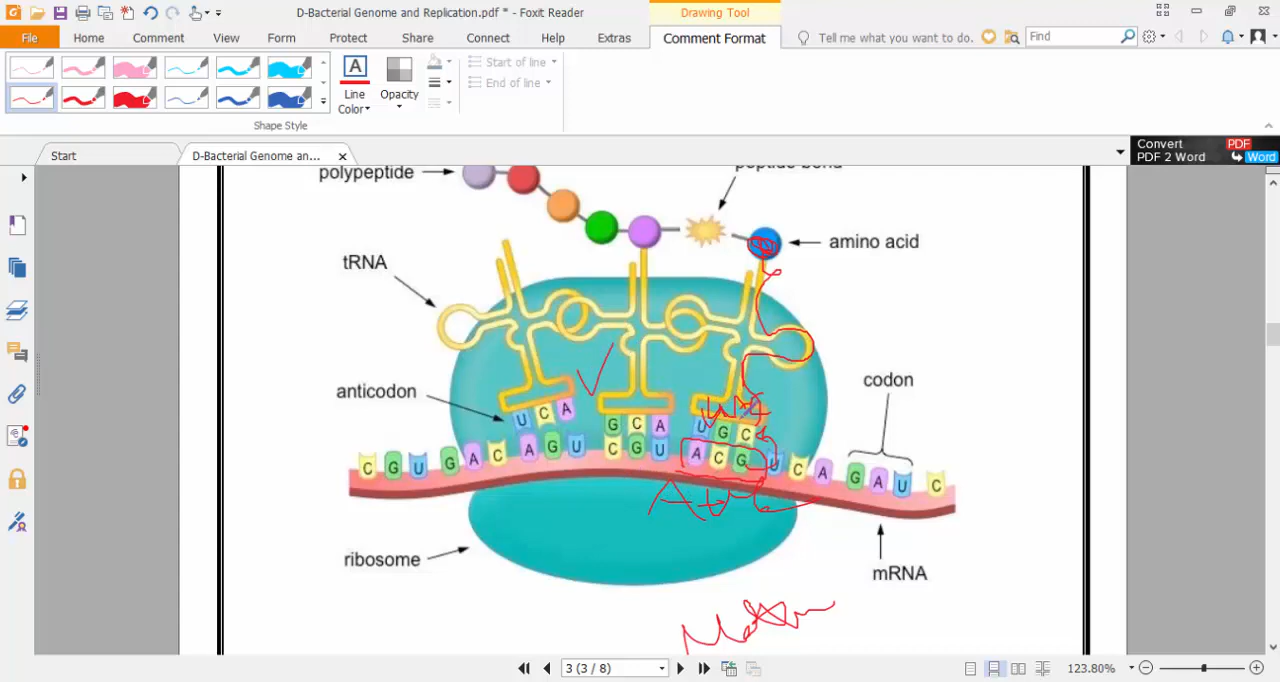 D-Bacterial Genome and Replication.pdf * - Foxit Reader
Drawing Tool
File Home Comment View Form Protect Share Connect Help Extras Comment Format Tell me what you want to do. Find
A
Line Color Opacity
Start of line
End of line
Shape Style
Start
D-Bacterial Genome an...
Convert PDF
PDF 2 Word Word
polypeptide
peptide bond
amino acid
tRNA
anticodon
codon
U C A G C A U G C
C G U G A C A G U C G U A C G U C A G A U C
ribosome
mRNA
3 (3 / 8)
123.80%